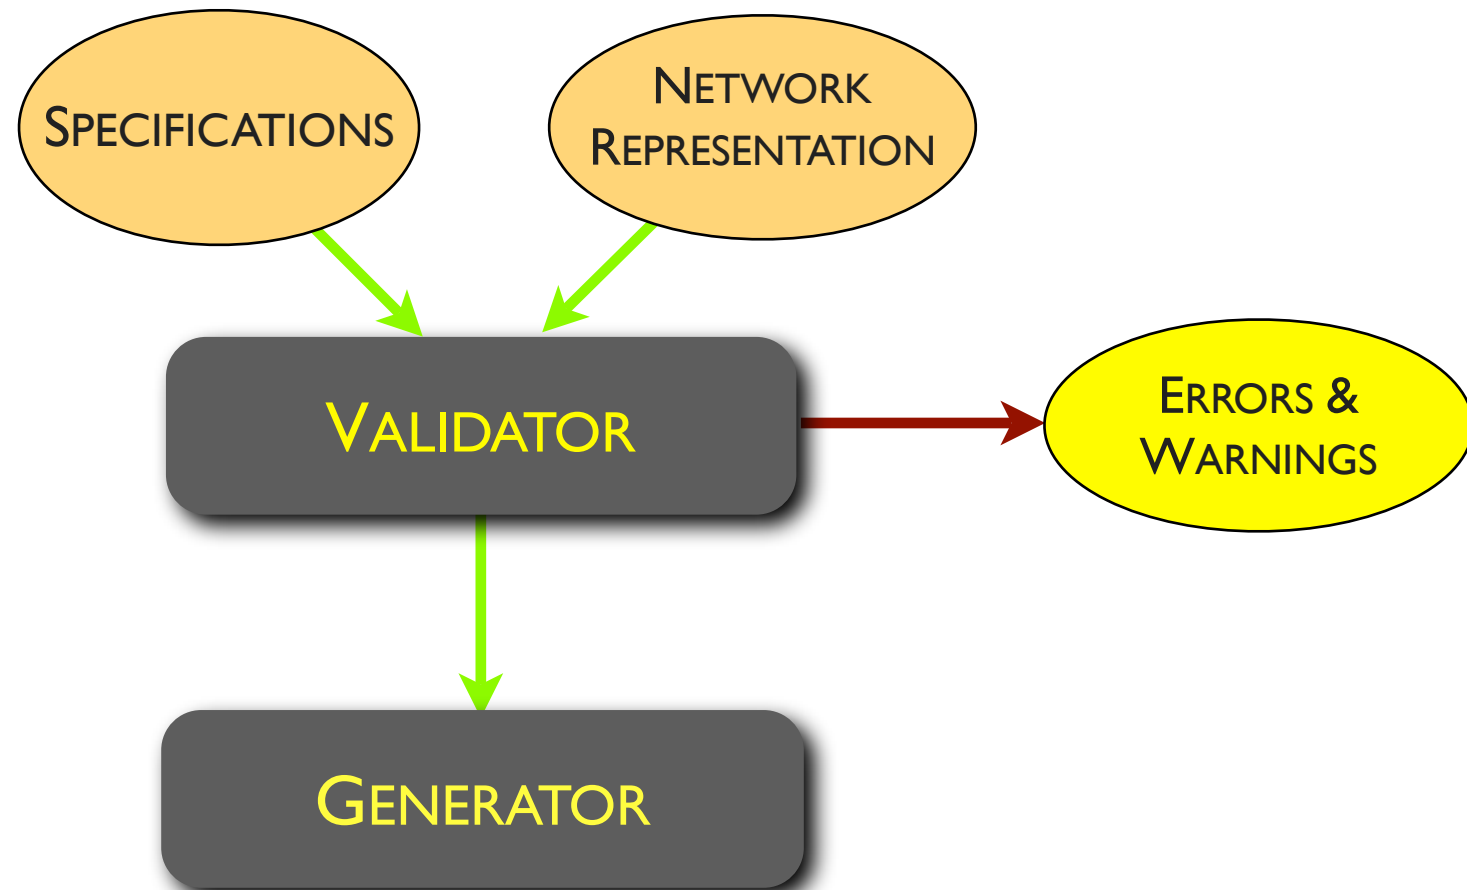 SPECIFICATIONS
NETWORK
REPRESENTATION
VALIDATOR
ERRORS &
WARNINGS
GENERATOR